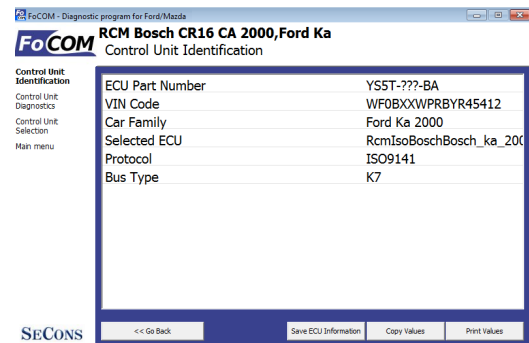 FoCOM - Diagnostic program for Ford/Mazda
FoCOM
RCM Bosch CR16 CA 2000,Ford Ka
Control Unit Identification
Control Unit
Identification
Control Unit
Diagnostics
Control Unit
Selection
Main menu
ECU Part Number YS5T-???-BA
VIN Code WF0BXXWPRBYR45412
Car Family Ford Ka 2000
Selected ECU RcmIsoBoschBosch_ka_200
Protocol ISO9141
Bus Type K7
SECONS
<< Go Back
Save ECU Information
Copy Values
Print Values